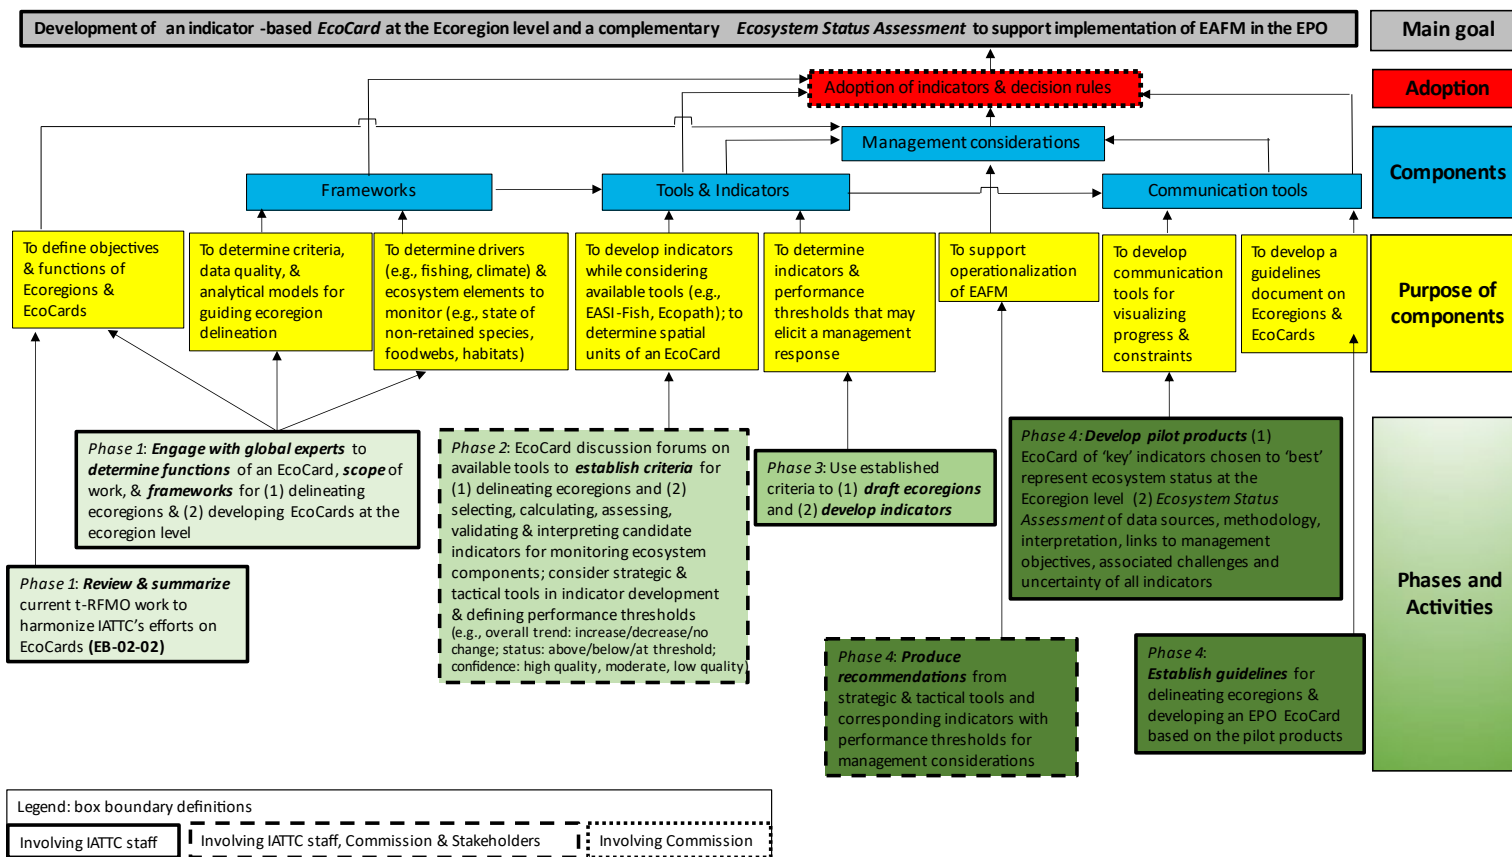 Development of an indicator -based EcoCard at the Ecoregion level and a complementary Ecosystem Status Assessment to support implementation of EAFM in the EPO
Main goal
Adoption of indicators & decision rules
Adoption
Management considerations
Components
Frameworks
Tools & Indicators
Communication tools
To define objectives
& functions of
Ecoregions &
EcoCards
To determine criteria,
data quality, &
analytical models for
guiding ecoregion
delineation
To determine drivers
(e.g., fishing, climate) &
ecosystem elements to
monitor (e.g., state of
non-retained species,
foodwebs, habitats)
To develop indicators
while considering
available tools (e.g.,
EASI-Fish, Ecopath); to
determine spatial
units of an EcoCard
To determine
indicators &
performance
thresholds that may
elicit a management
response
To support
operationalization
of EAFM
To develop
communication
tools for
visualizing
progress &
constraints
To develop a
guidelines
document on
Ecoregions &
EcoCards
Purpose of
components
Phase 1: Engage with global experts to
determine functions of an EcoCard, scope of
work, & frameworks for (1) delineating
ecoregions & (2) developing EcoCards at the
ecoregion level
Phase 1: Review & summarize
current t-RFMO work to
harmonize IATTC's efforts on
EcoCards (EB-02-02)
Phase 2: EcoCard discussion forums on
available tools to establish criteria for
(1) delineating ecoregions and (2)
selecting, calculating, assessing,
validating & interpreting candidate
indicators for monitoring ecosystem
components; consider strategic &
tactical tools in indicator development
& defining performance thresholds
(e.g., overall trend: increase/decrease/no
change; status: above/below/at threshold;
confidence: high quality, moderate, low quality)
Phase 3: Use established
criteria to (1) draft ecoregions
and (2) develop indicators
Phase 4: Develop pilot products (1)
EcoCard of 'key' indicators chosen to 'best'
represent ecosystem status at the
Ecoregion level (2) Ecosystem Status
Assessment of data sources, methodology,
interpretation, links to management
objectives, associated challenges and
uncertainty of all indicators
Phase 4: Produce
recommendations from
strategic & tactical tools and
corresponding indicators with
performance thresholds for
management considerations
Phase 4:
Establish guidelines for
delineating ecoregions &
developing an EPO EcoCard
based on the pilot products
Phases and
Activities
Legend: box boundary definitions
Involving IATTC staff
Involving IATTC staff, Commission & Stakeholders
Involving Commission